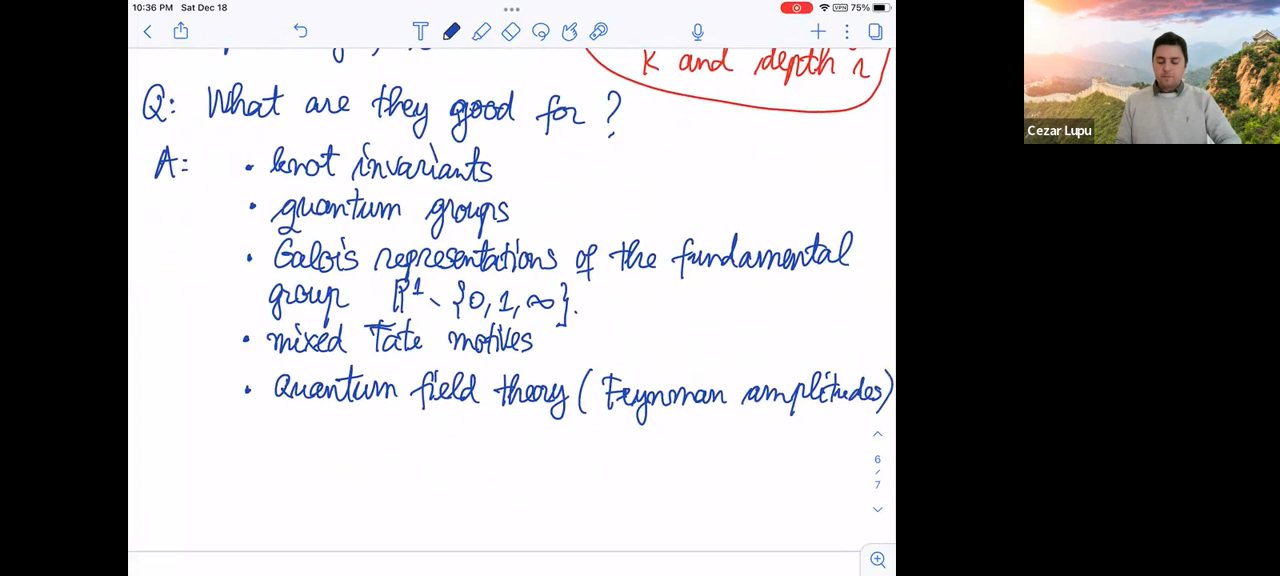 10:36 PM Sat Dec 18
VPN 75%
K and depth r
Q: What are they good for?
A: • knot invariants
• quantum groups
• Galois representations of the fundamental
group P¹ \ {0, 1, ∞}.
• mixed Tate motives
• Quantum field theory (Feynman amplitudes)
6
/
7
Cezar Lupu